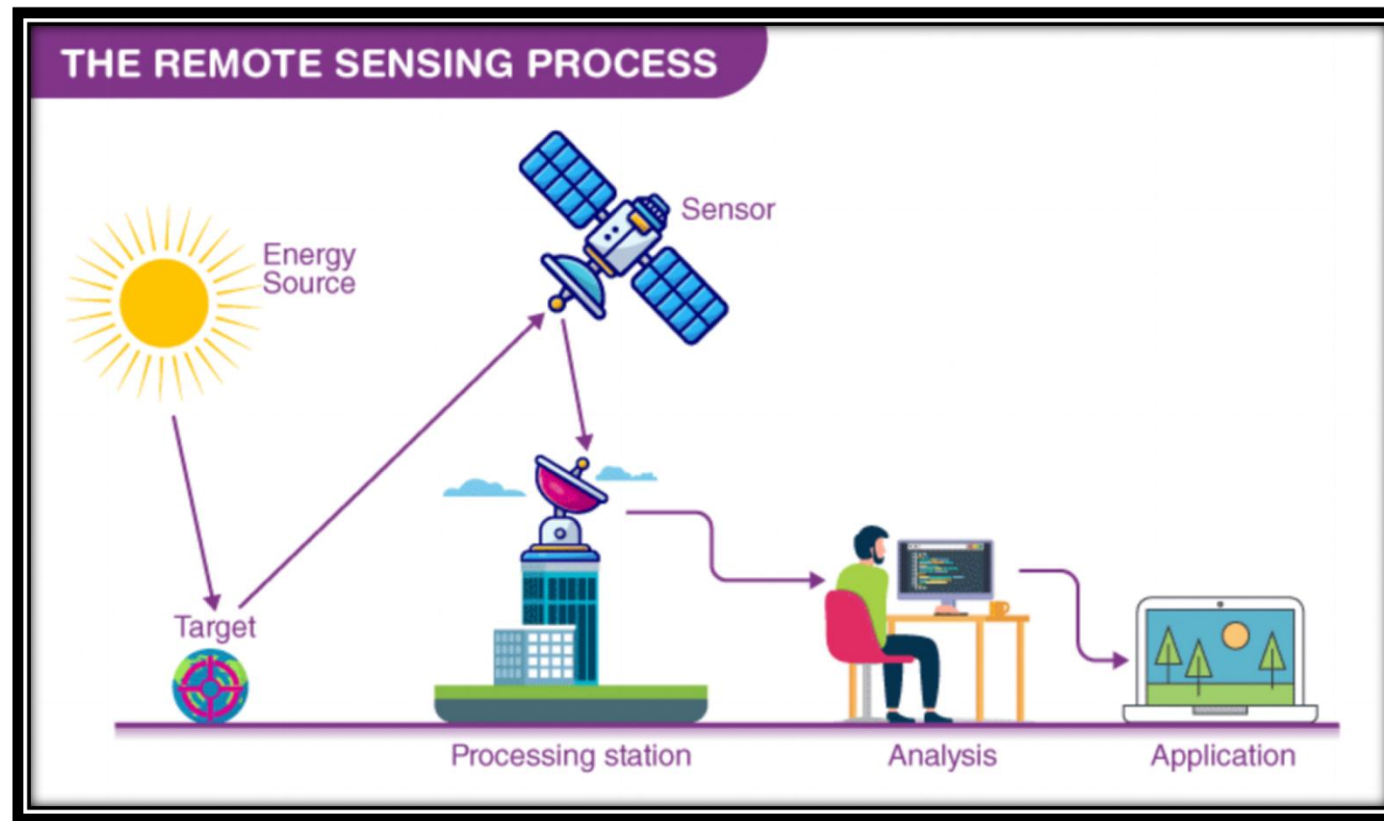 THE REMOTE SENSING PROCESS
Sensor
Energy
Source
Target
Processing station
Analysis
Application